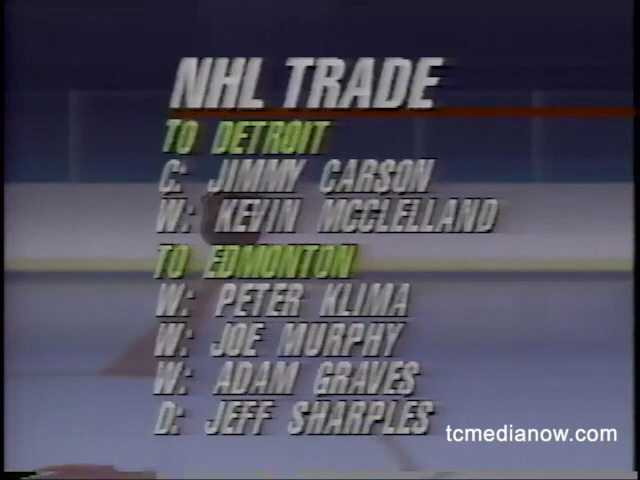 NHL TRADE
TO DETROIT
C: JIMMY CARSON
W: KEVIN MCCLELLAND
TO EDMONTON
W: PETER KLIMA
W: JOE MURPHY
W: ADAM GRAVES
D: JEFF SHARPLES
tcmedianow.com